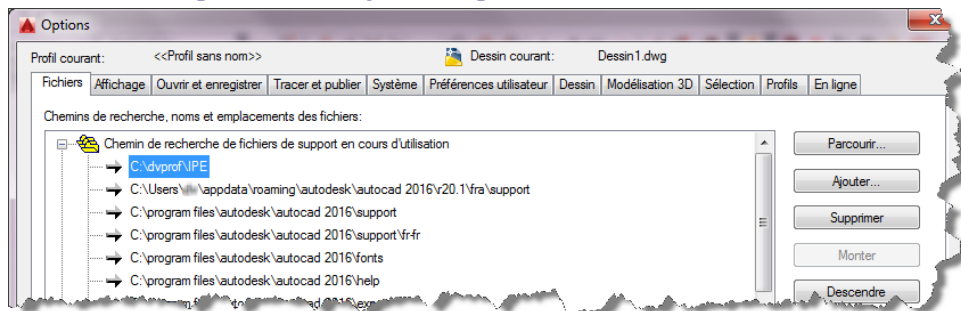 Options
Profil courant: <<Profil sans nom>> Dessin courant: Dessin1.dwg
Fichiers Affichage Ouvrir et enregistrer Tracer et publier Système Préférences utilisateur Dessin Modélisation 3D Sélection Profils En ligne
Chemins de recherche, noms et emplacements des fichiers:
Chemin de recherche de fichiers de support en cours d'utilisation
Parcourir...
C:\dvprof\IPE
C:\Users\ \appdata\roaming\autodesk\autocad 2016\r20.1\fra\support
Ajouter...
C:\program files\autodesk\autocad 2016\support
Supprimer
C:\program files\autodesk\autocad 2016\support\fr-fr
C:\program files\autodesk\autocad 2016\fonts
Monter
C:\program files\autodesk\autocad 2016\help
Descendre